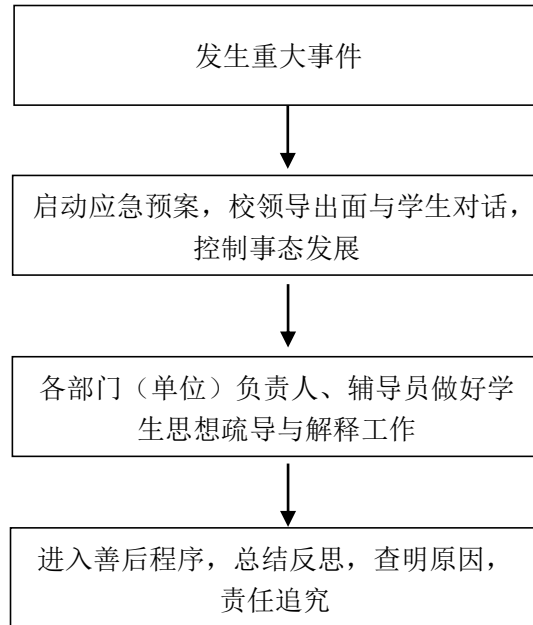 发生重大事件
启动应急预案，校领导出面与学生对话，
控制事态发展
各部门（单位）负责人、辅导员做好学
生思想疏导与解释工作
进入善后程序，总结反思，查明原因，
责任追究